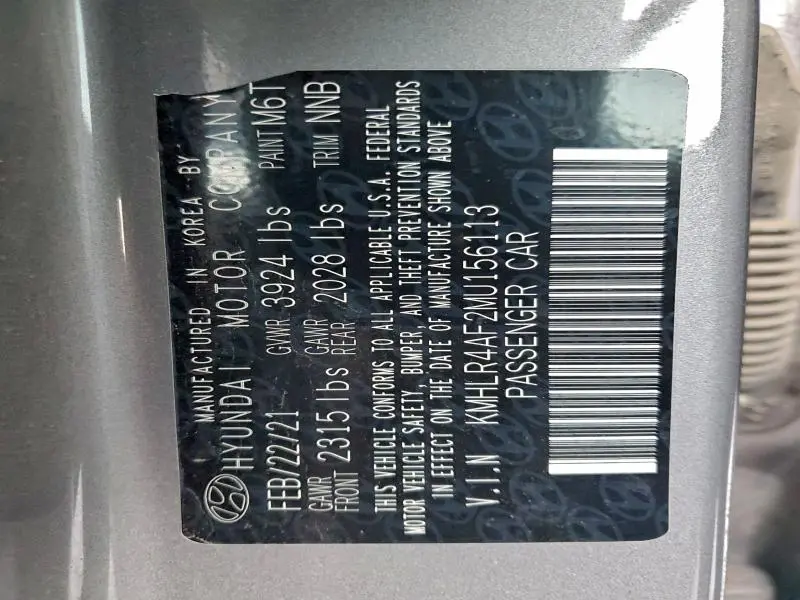 MANUFACTURED IN KOREA BY
HYUNDAI MOTOR COMPANY
FEB/22/21 GVWR 3924 lbs PAINT M6T
GAWR FRONT 2315 lbs GAWR REAR 2028 lbs TRIM NNB
THIS VEHICLE CONFORMS TO ALL APPLICABLE U.S.A. FEDERAL
MOTOR VEHICLE SAFETY, BUMPER, AND THEFT PREVENTION STANDARDS
IN EFFECT ON THE DATE OF MANUFACTURE SHOWN ABOVE
V.I.N KMHLR4AF2MU156113
PASSENGER CAR